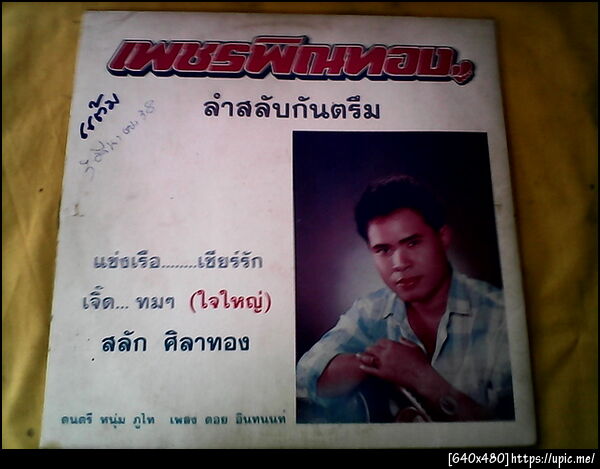 เพชรพิณทอง
ลำสลับกันตรึม
แข่งเรือ........เชียร์รัก
เจิ๊ด... ทมๆ (ใจใหญ่)
สลัก ศิลาทอง
ดนตรี หนุ่ม ภูไท เพลง ดอย อินทนนท์
[640x480]https://upic.me/